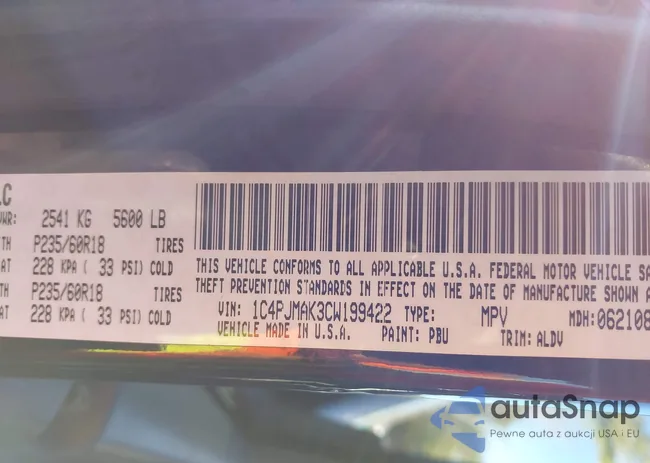 LC
VWR: 2541 KG 5600 LB
TH P235/60R18 TIRES
AT 228 KPA ( 33 PSI) COLD
TH P235/60R18 TIRES
AT 228 KPA ( 33 PSI) COLD
THIS VEHICLE CONFORMS TO ALL APPLICABLE U.S.A. FEDERAL MOTOR VEHICLE SA
THEFT PREVENTION STANDARDS IN EFFECT ON THE DATE OF MANUFACTURE SHOWN A
VIN: 1C4PJMAK3CW199422 TYPE: MPV MDH:062108
VEHICLE MADE IN U.S.A. PAINT: PBU TRIM: ALDV
autaSnap
Pewne auta z aukcji USA i EU